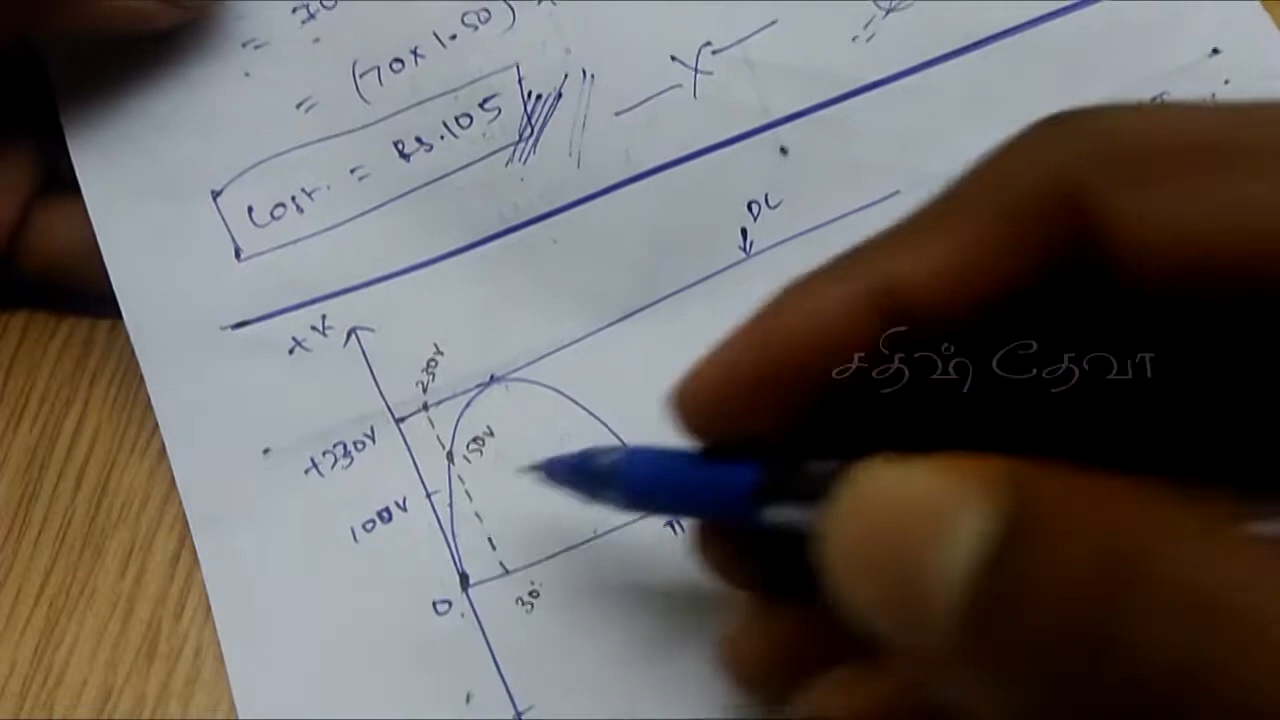 (70 x 1.50)
=
Cost. = Rs.105
X
DC
+V
230V
+230V
150V
100V
π
0
30°
சதிஷ் தேவா